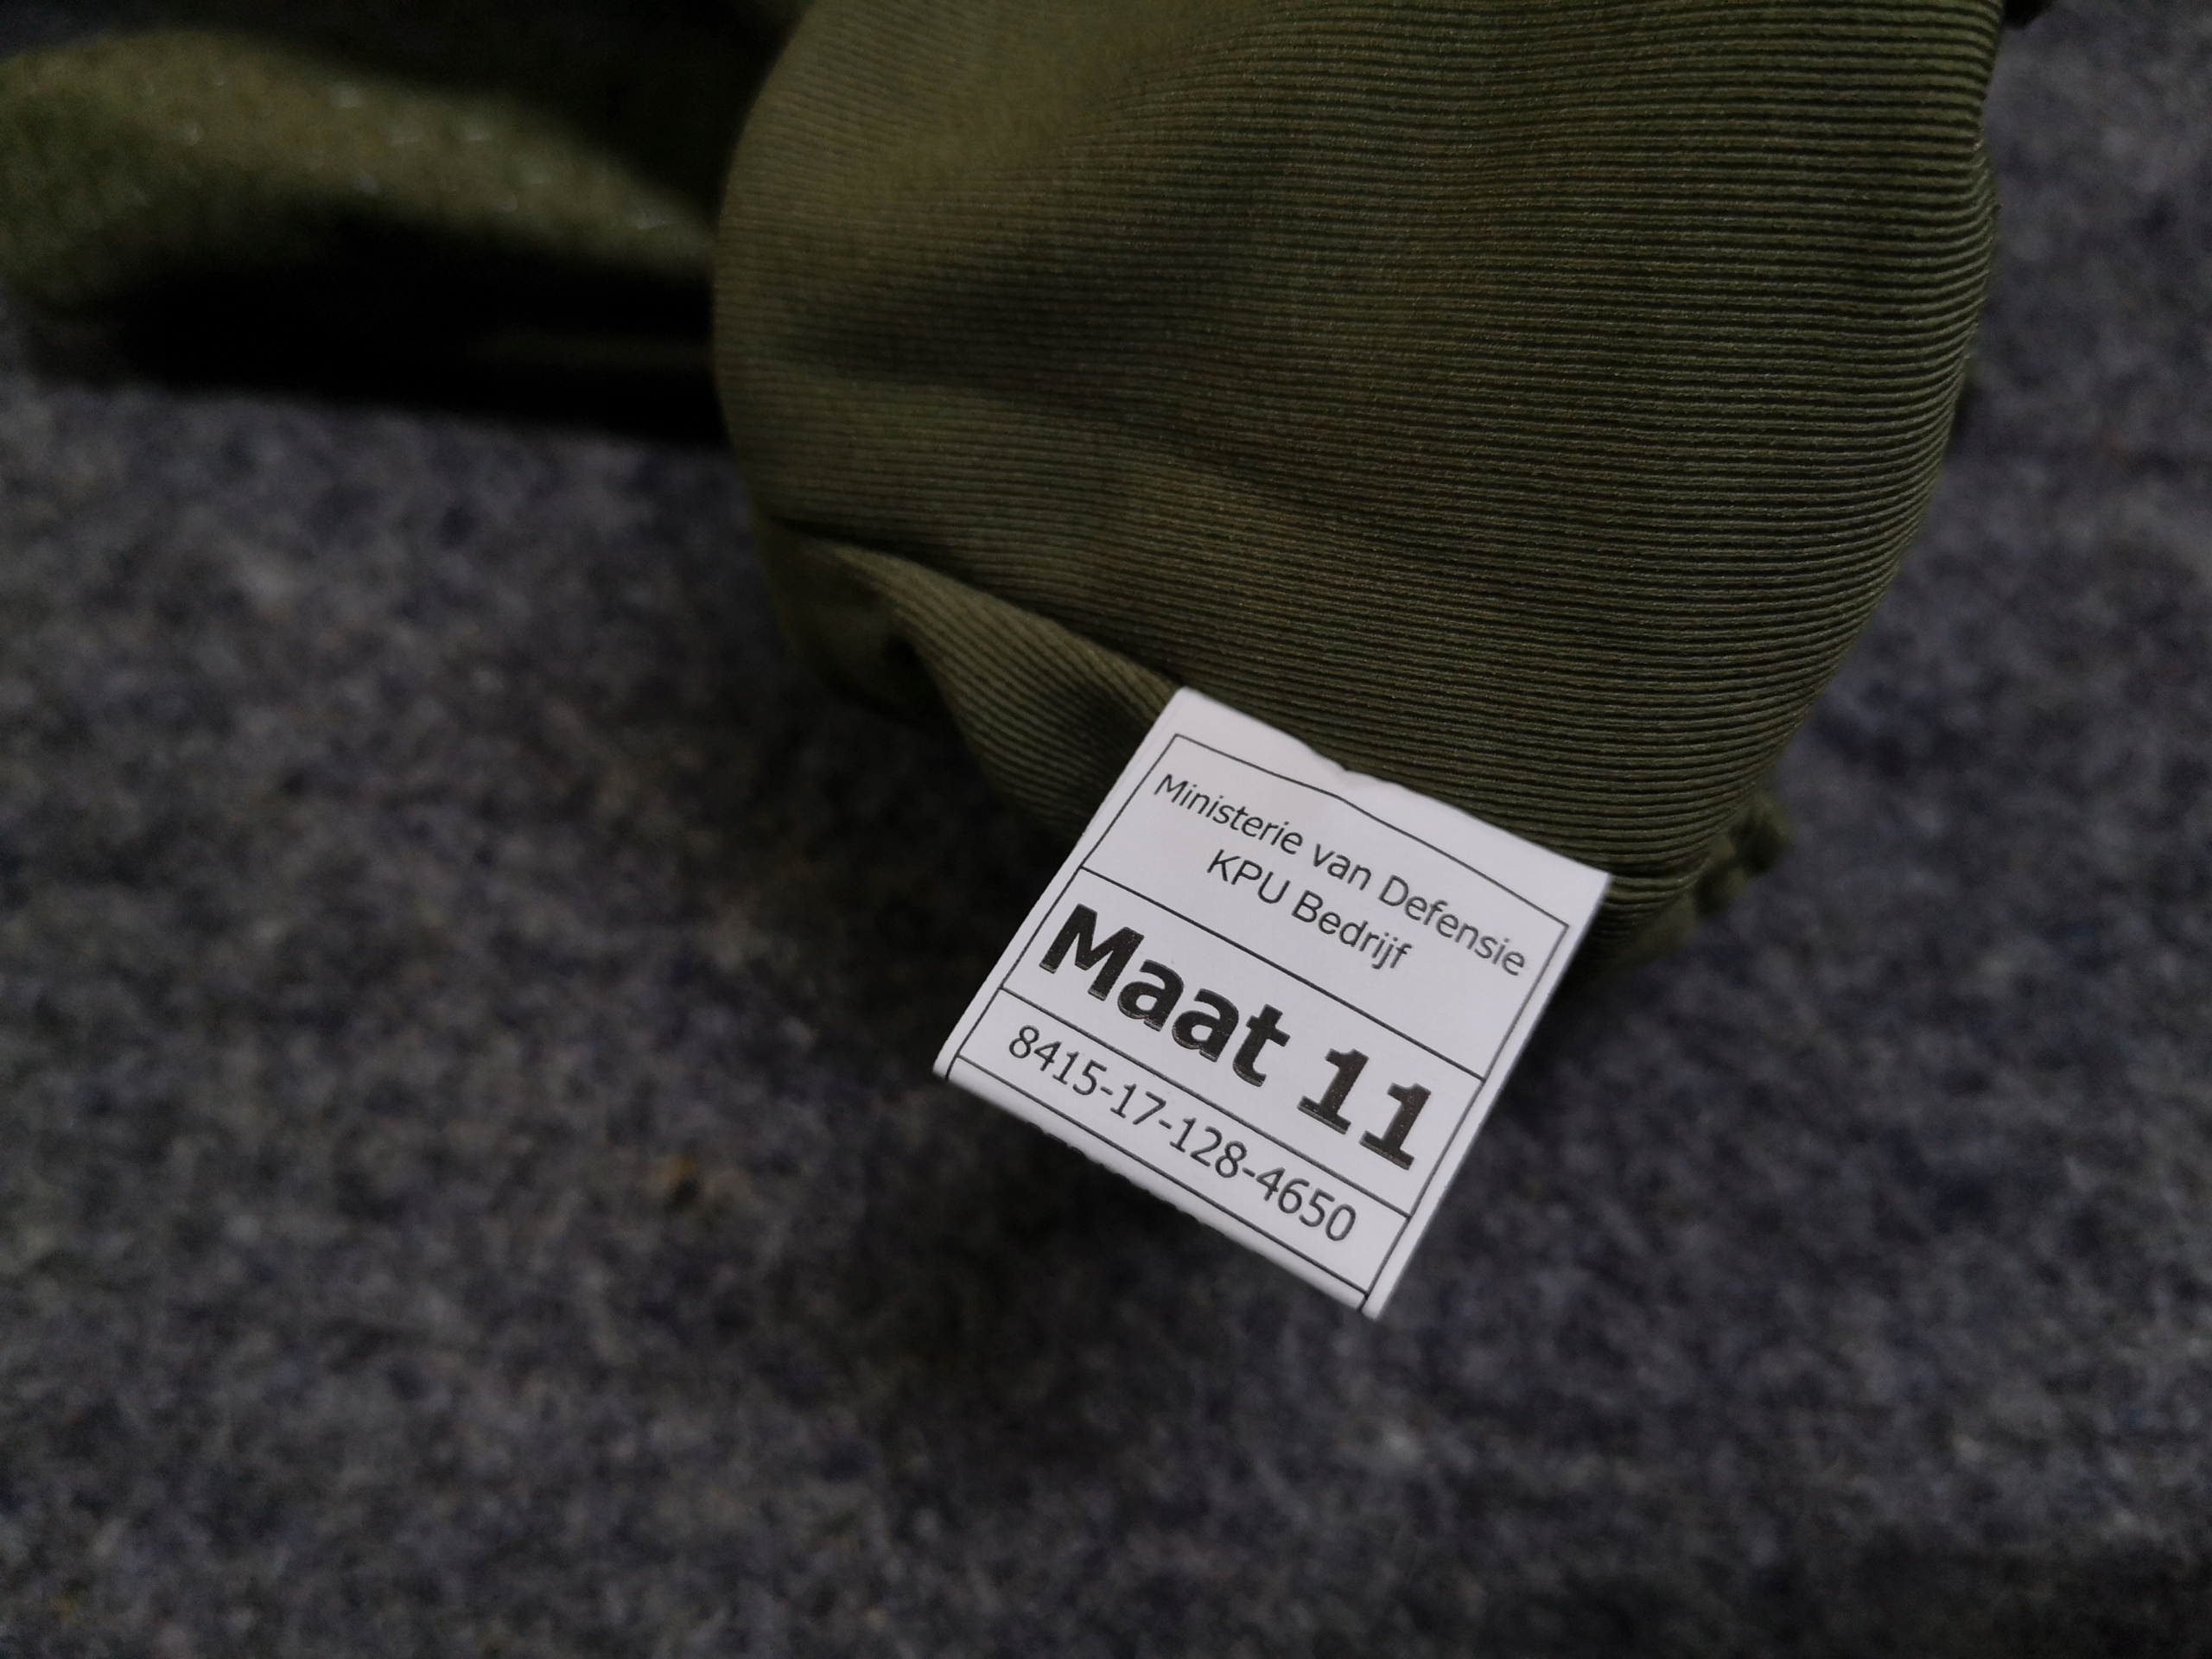 Ministerie van Defensie
KPU Bedrijf
Maat 11
8415-17-128-4650